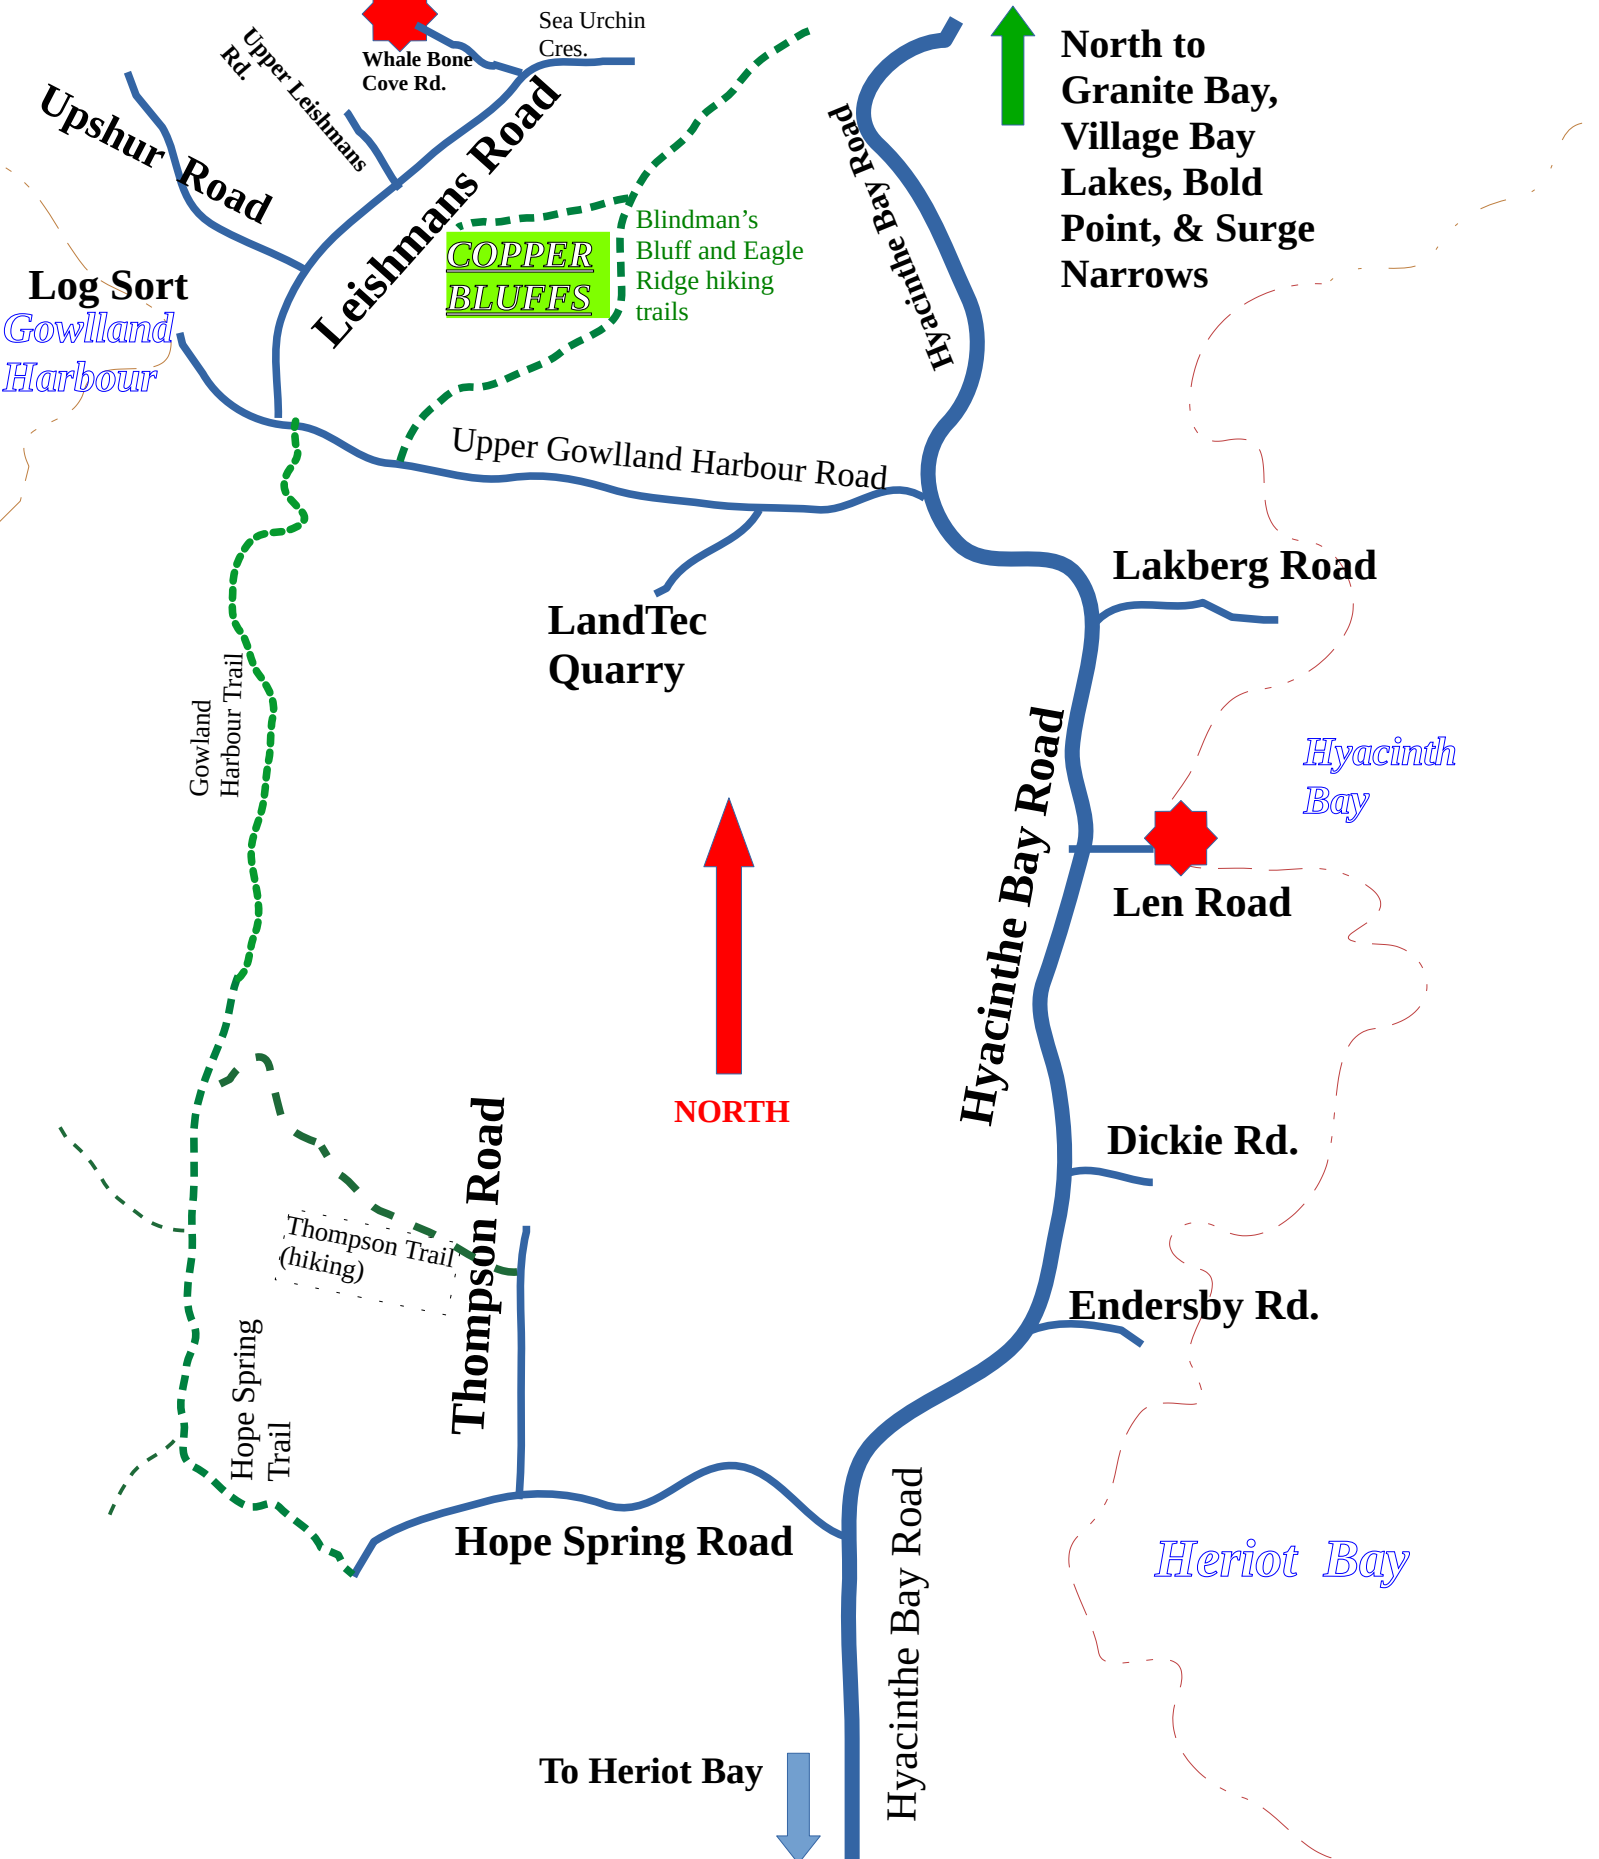 Sea Urchin
Cres.
Whale Bone
Cove Rd.
Upper Leishmans
Rd.
Upshur Road
Leishmans Road
Hyacinthe Bay Road
North to
Granite Bay,
Village Bay
Lakes, Bold
Point, & Surge
Narrows
COPPER
BLUFFS
Blindman’s
Bluff and Eagle
Ridge hiking
trails
Log Sort
Gowlland
Harbour
Upper Gowlland Harbour Road
LandTec
Quarry
Lakberg Road
Gowland
Harbour Trail
Hyacinthe Bay Road
Hyacinth
Bay
Len Road
NORTH
Dickie Rd.
Thompson Road
Thompson Trail
(hiking)
Endersby Rd.
Hope Spring
Trail
Hope Spring Road
Hyacinthe Bay Road
Heriot Bay
To Heriot Bay